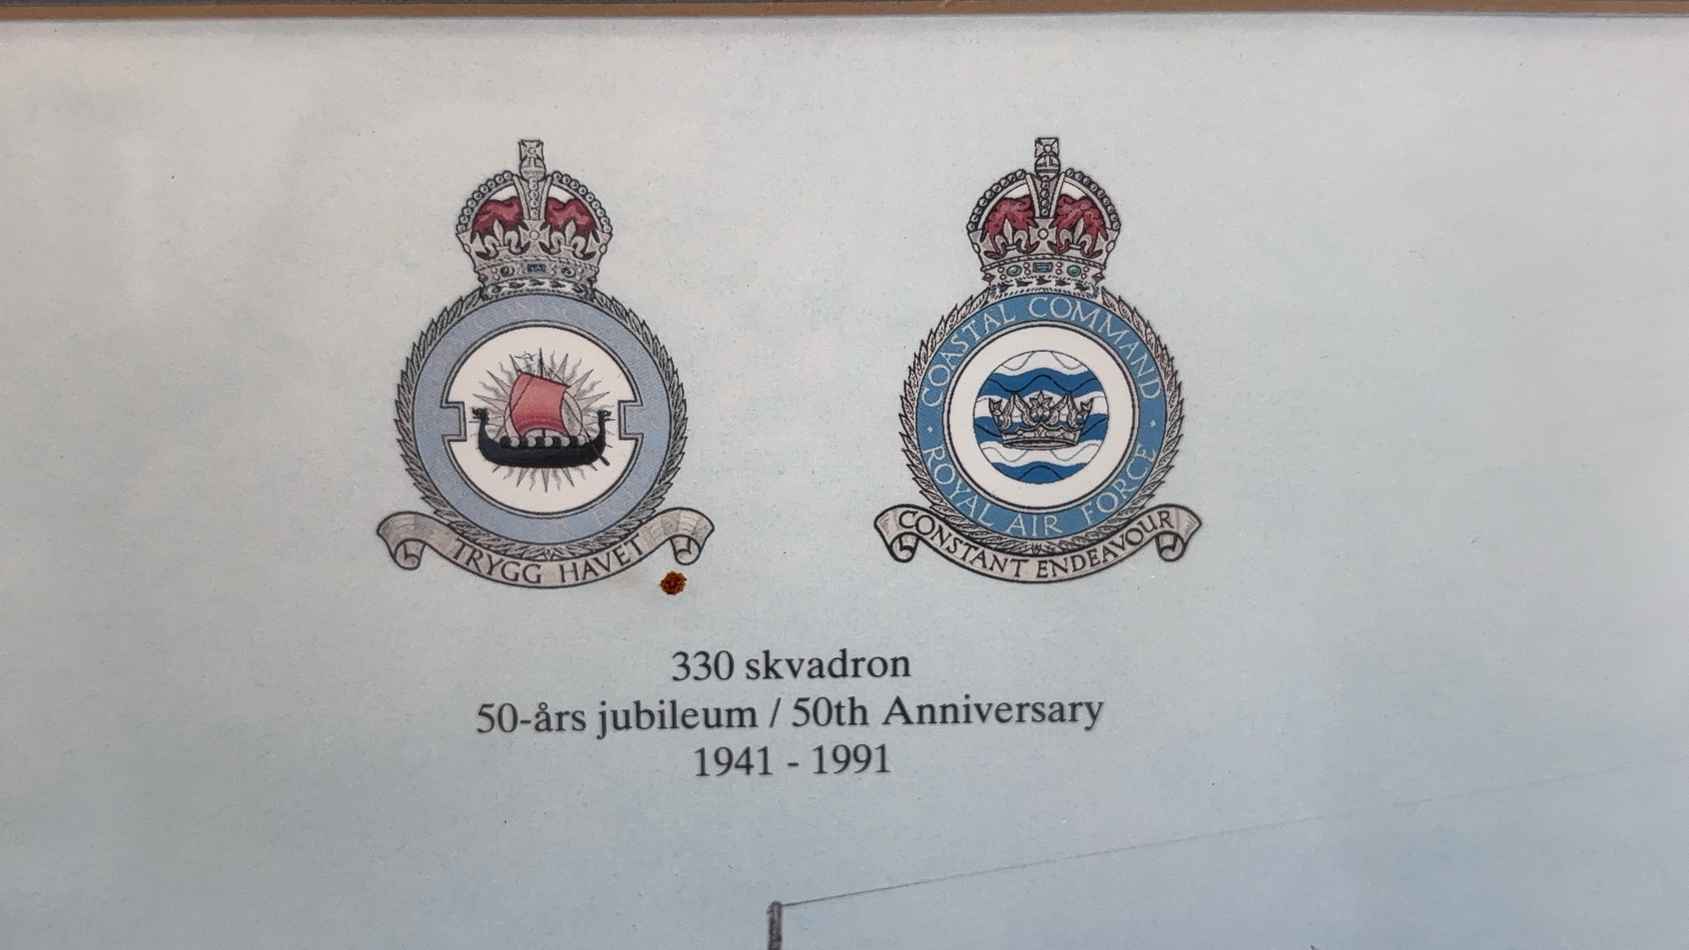 TRYGG HAVET
COASTAL COMMAND
ROYAL AIR FORCE
CONSTANT ENDEAVOUR
330 skvadron
50-års jubileum / 50th Anniversary
1941 - 1991